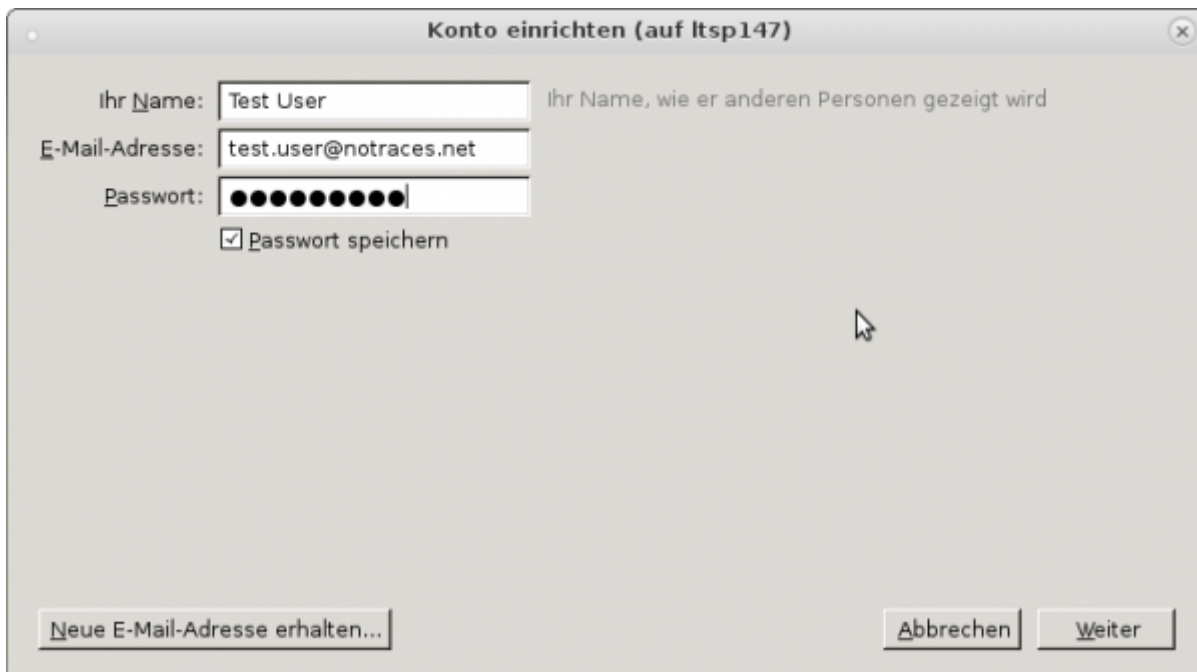 Konto einrichten (auf ltsp147)
Ihr Name: Test User Ihr Name, wie er anderen Personen gezeigt wird
E-Mail-Adresse: test.user@notraces.net
Passwort: ●●●●●●●●●
Passwort speichern
Neue E-Mail-Adresse erhalten... Abbrechen Weiter